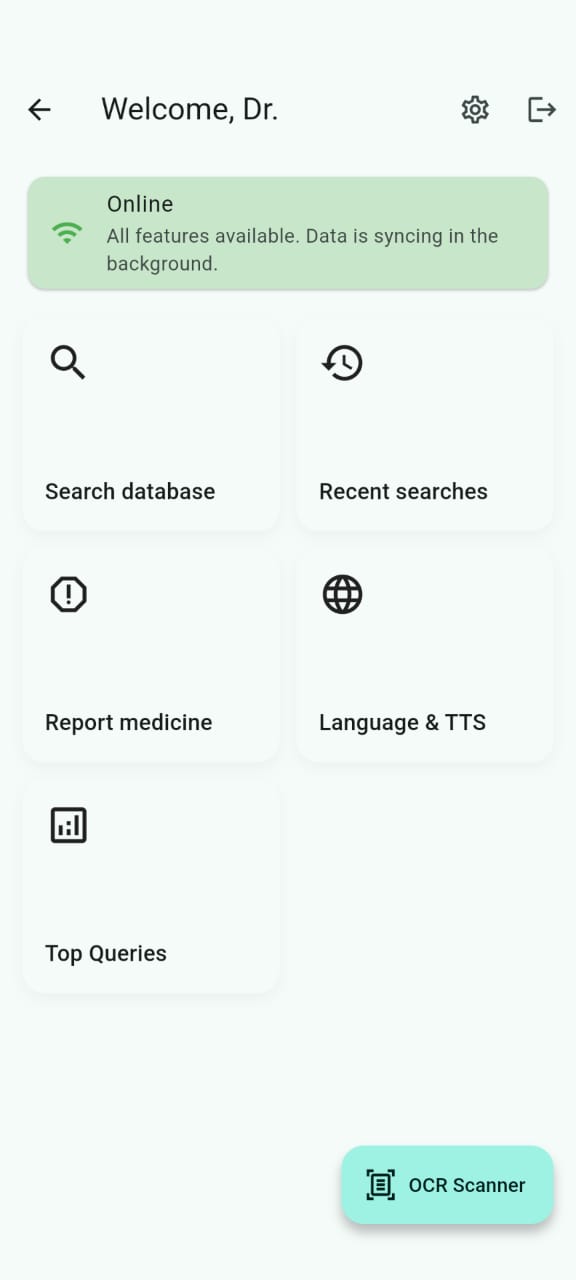 Welcome, Dr.
Online
All features available. Data is syncing in the
background.
Search database
Recent searches
Report medicine
Language & TTS
Top Queries
OCR Scanner